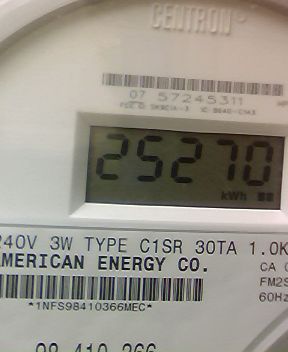 CENTRON
07 57245311
25270
kWh
240V 3W TYPE C1SR 30TA 1.0K
AMERICAN ENERGY CO.
CA
FM2S
60Hz
*1NFS98410366MEC*